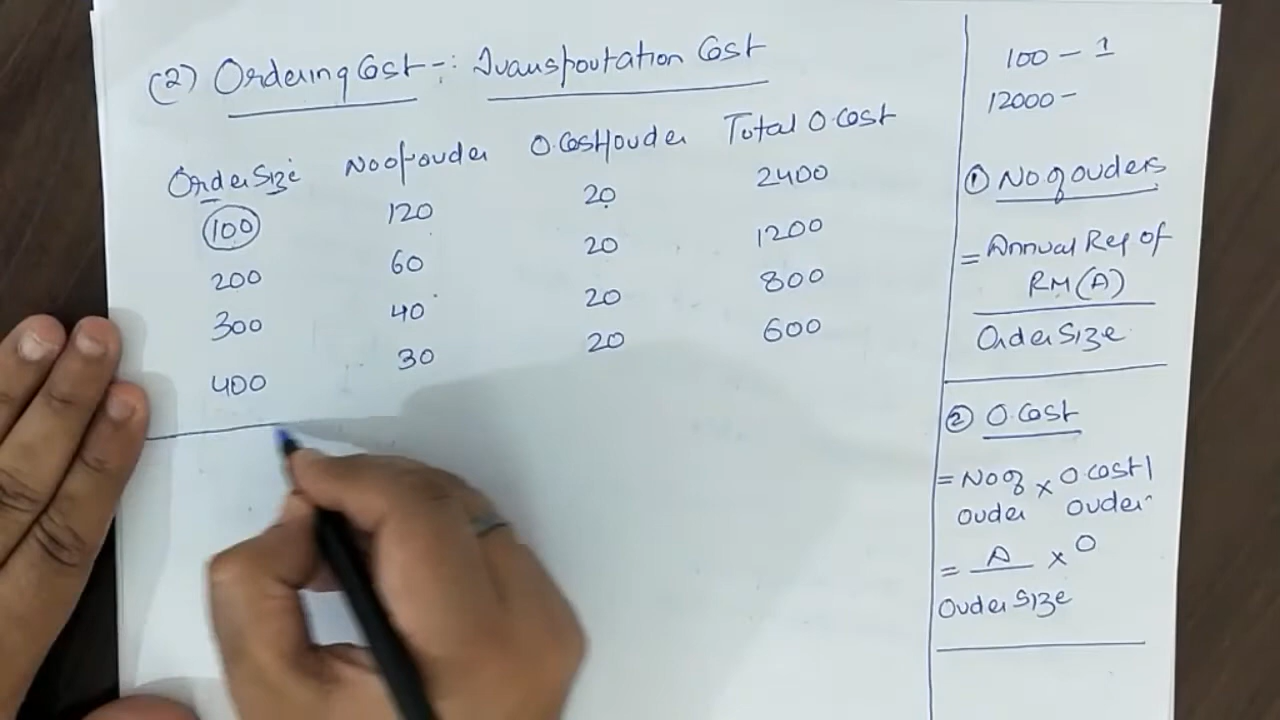 (2) Ordering Cost -: Transportation Cost
Order Size No of order O.Cost/order Total O.Cost
100 120 20 2400
200 60 20 1200
300 40 20 800
400 30 20 600
100 - 1
12000 -
① No of orders
= Annual Req of
RM (A)
Order Size
② O.Cost
= No of × O.cost/
order order
= A × O
Order Size